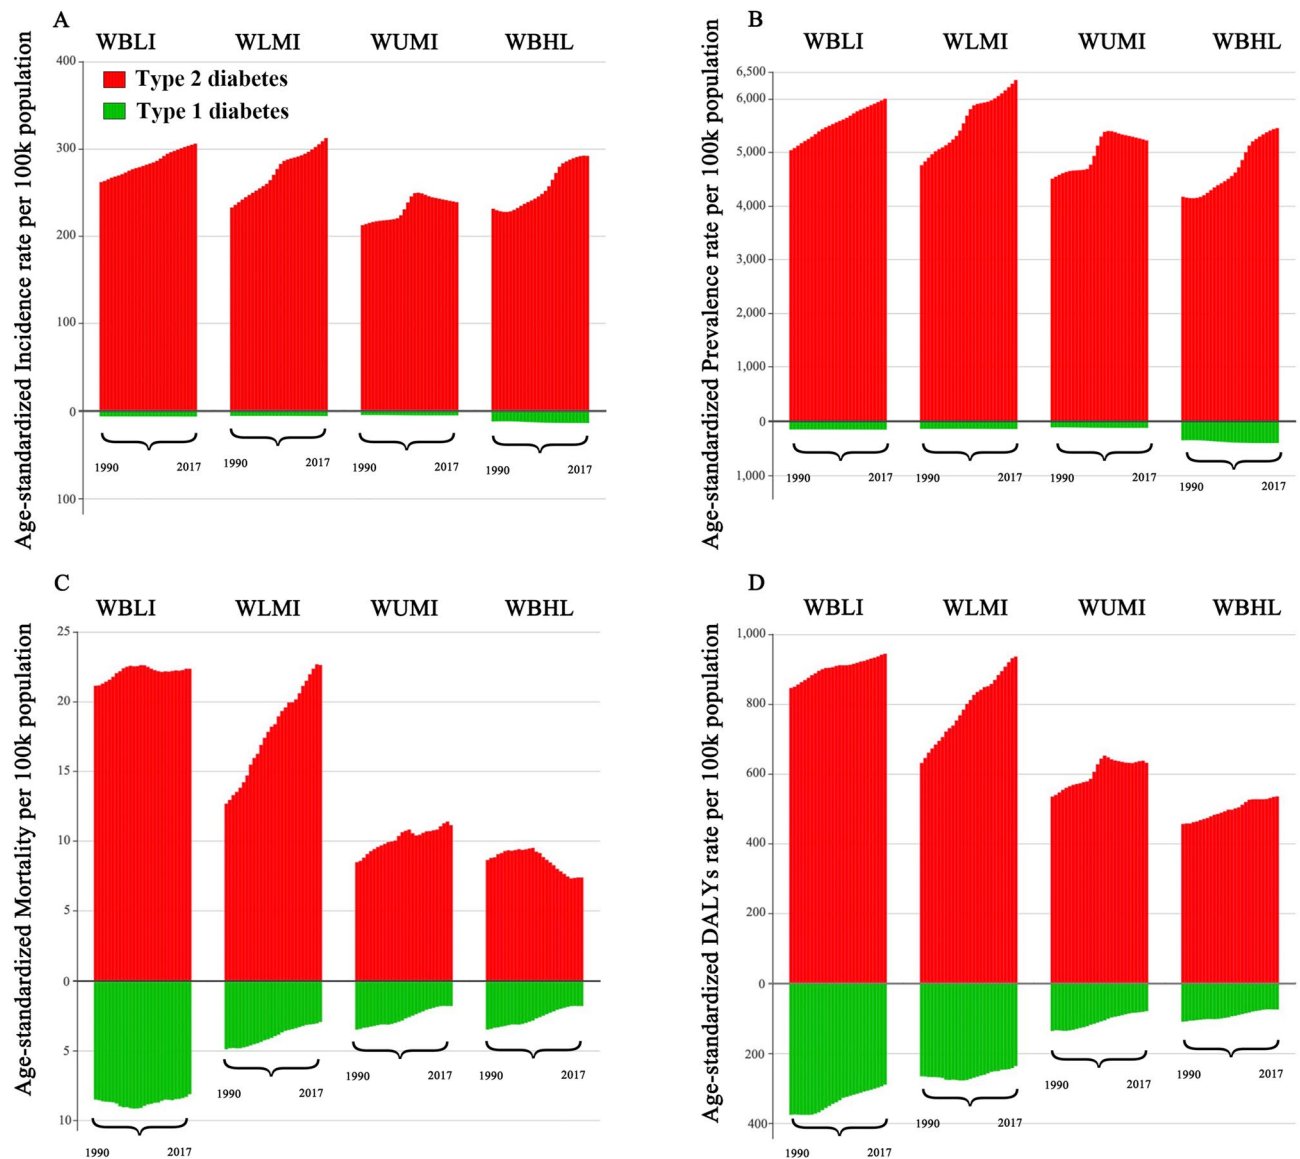 A
WBLI WLMI WUMI WBHL
Age-standardized Incidence rate per 100k population
400
300
200
100
0
100
Type 2 diabetes
Type 1 diabetes
1990 2017 1990 2017 1990 2017 1990 2017
B
WBLI WLMI WUMI WBHL
Age-standardized Prevalence rate per 100k population
6,500
6,000
5,000
4,000
3,000
2,000
1,000
0
1,000
1990 2017 1990 2017 1990 2017 1990 2017
C
WBLI WLMI WUMI WBHL
Age-standardized Mortality per 100k population
25
20
15
10
5
0
5
10
1990 2017 1990 2017 1990 2017 1990 2017
D
WBLI WLMI WUMI WBHL
Age-standardized DALYs rate per 100k population
1,000
800
600
400
200
0
200
400
1990 2017 1990 2017 1990 2017 1990 2017